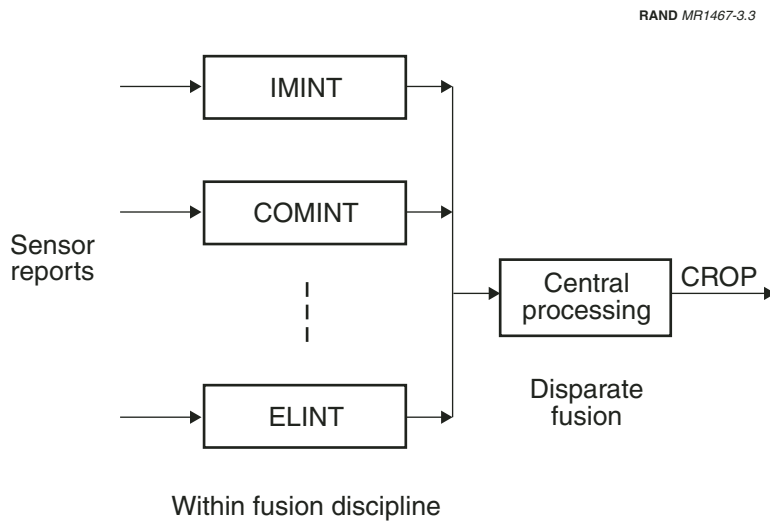 RAND MR1467-3.3
IMINT
COMINT
Sensor
reports
Central
processing
CROP
ELINT
Disparate
fusion
Within fusion discipline